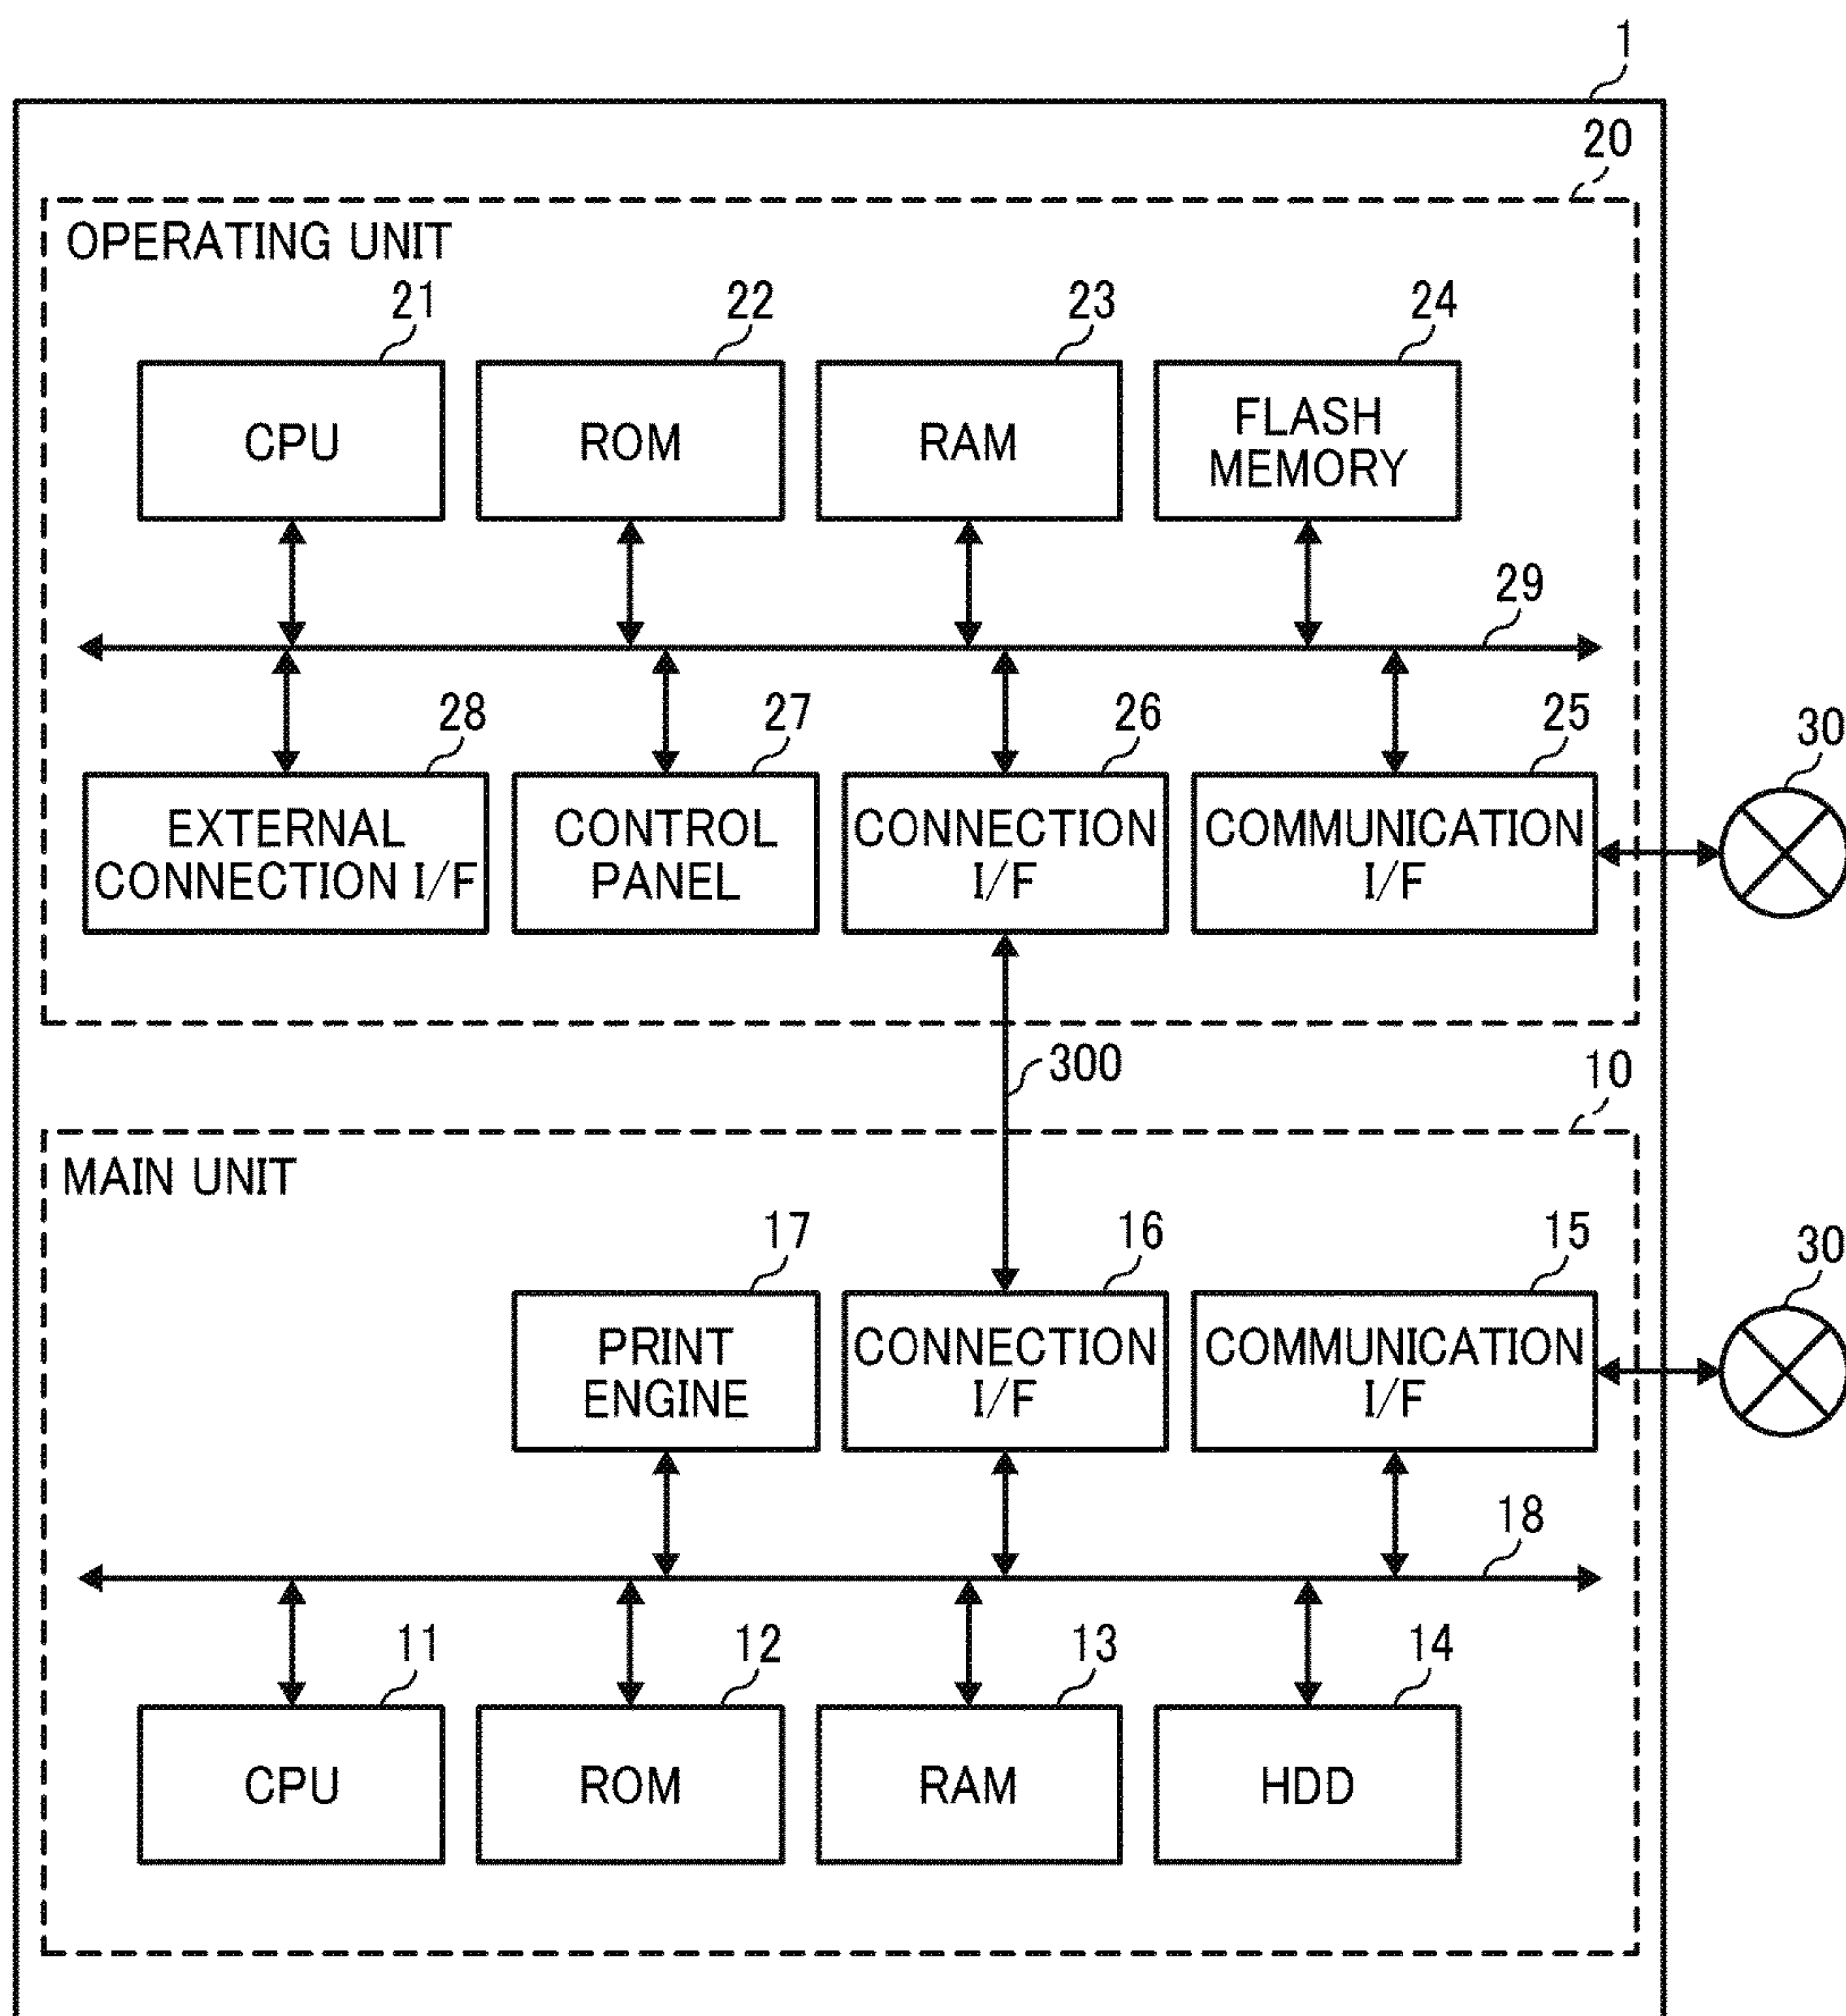 1
20
OPERATING UNIT
21
22
23
24
CPU
ROM
RAM
FLASH
MEMORY
29
28
27
26
25
30
EXTERNAL
CONNECTION I/F
CONTROL
PANEL
CONNECTION
I/F
COMMUNICATION
I/F
300
10
MAIN UNIT
17
16
15
30
PRINT
ENGINE
CONNECTION
I/F
COMMUNICATION
I/F
18
11
12
13
14
CPU
ROM
RAM
HDD